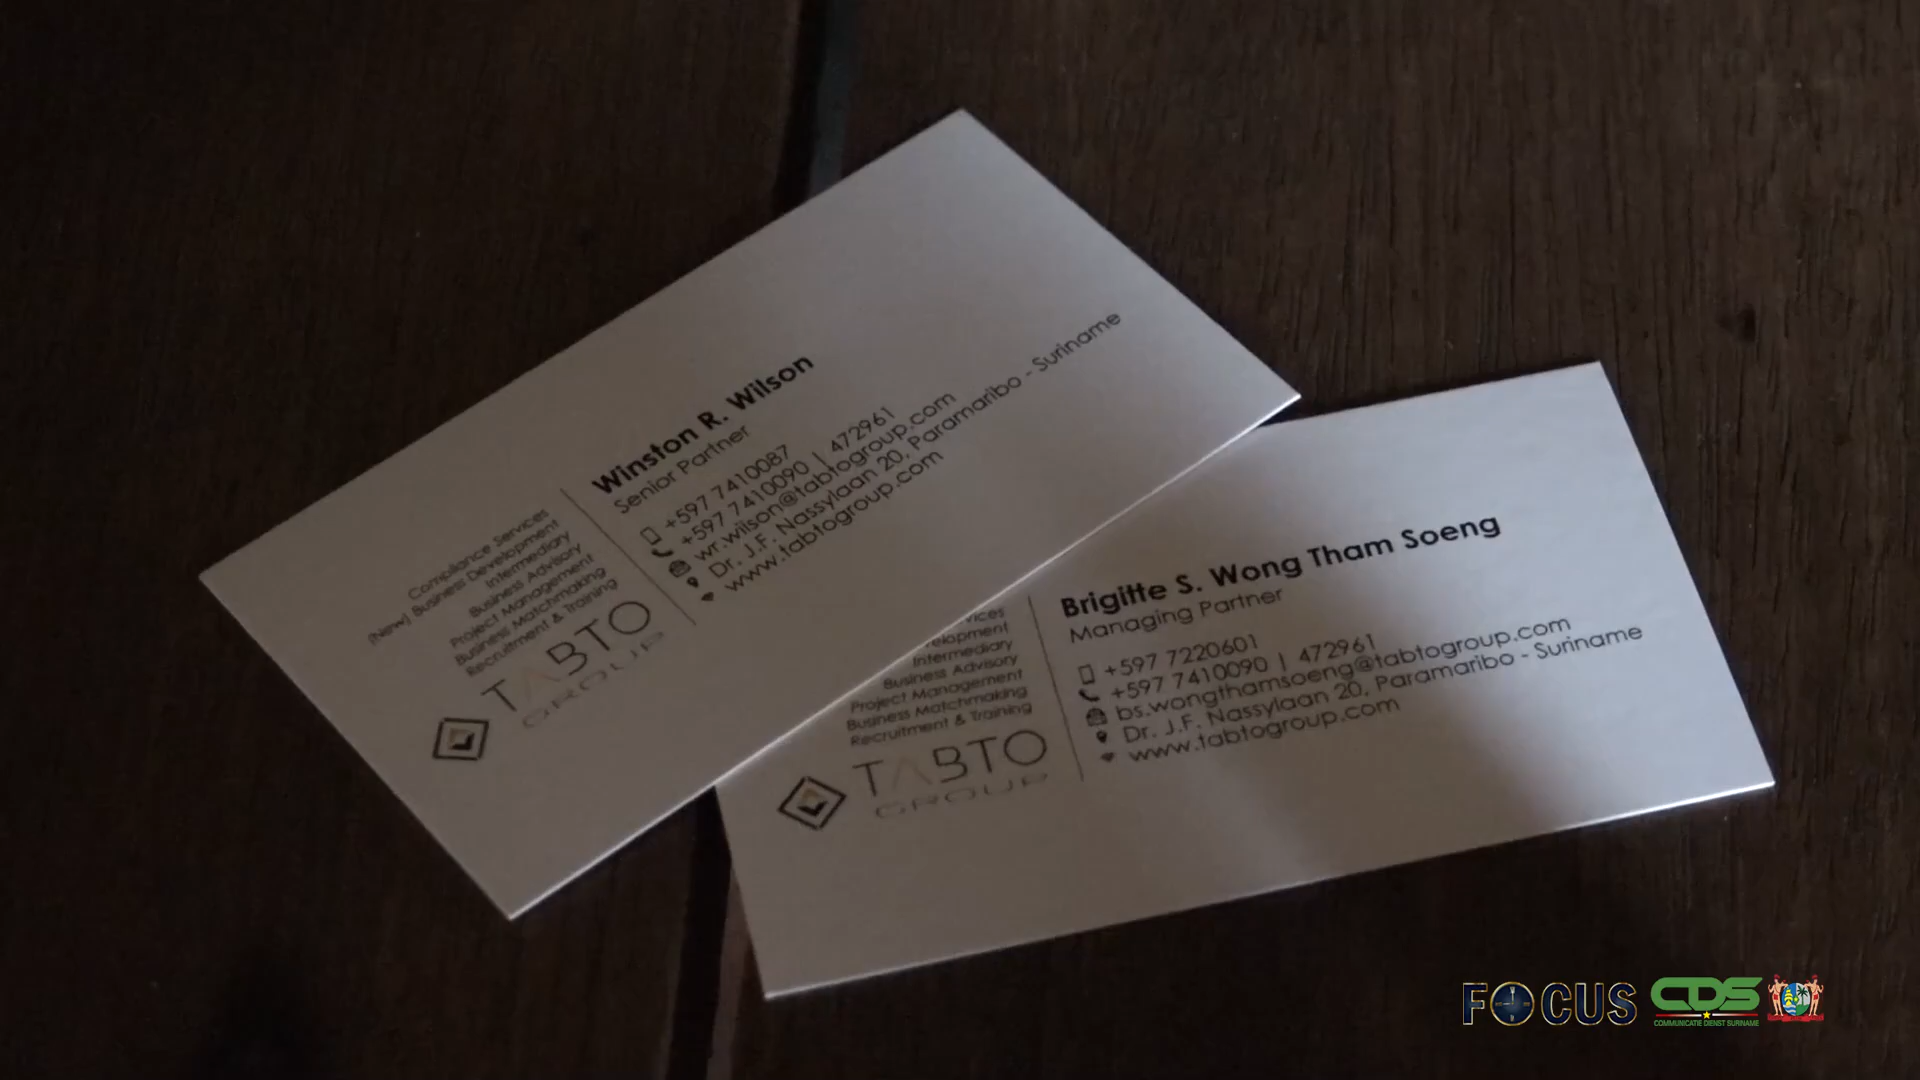 Winston R. Wilson
Senior Partner
+597 7410087
+597 7410090 | 472961
wr.wilson@tabtogroup.com
Dr. J.F. Nassylaan 20, Paramaribo - Suriname
www.tabtogroup.com
Compliance Services
(New) Business Development
Intermediary
Business Advisory
Project Management
Business Matchmaking
Recruitment & Training
TABTO
GROUP
Brigitte S. Wong Tham Soeng
Managing Partner
+597 7220601
+597 7410090 | 472961
bs.wongthamsoeng@tabtogroup.com
Dr. J.F. Nassylaan 20, Paramaribo - Suriname
www.tabtogroup.com
vices
elopment
Intermediary
Business Advisory
Project Management
Business Matchmaking
Recruitment & Training
TABTO
GROUP
FOCUS
CDS
COMMUNICATIE DIENST SURINAME